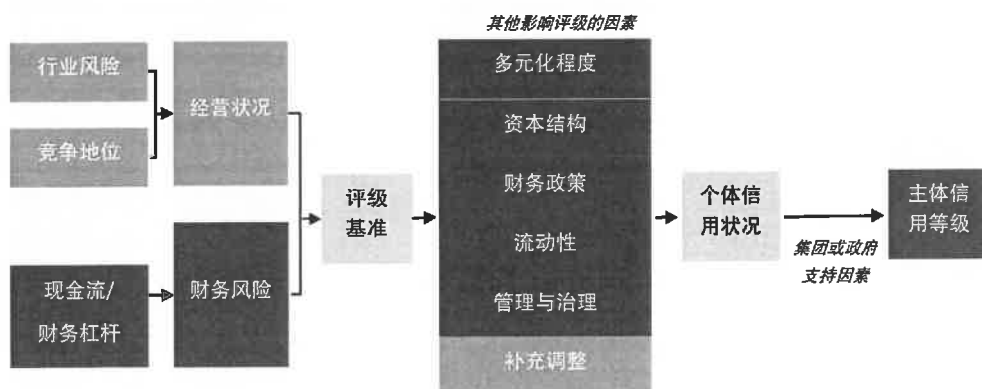 其他影响评级的因素
行业风险
竞争地位
经营状况
现金流/
财务杠杆
财务风险
评级
基准
多元化程度
资本结构
财务政策
流动性
管理与治理
补充调整
个体信
用状况
集团或政府
支持因素
主体信
用等级